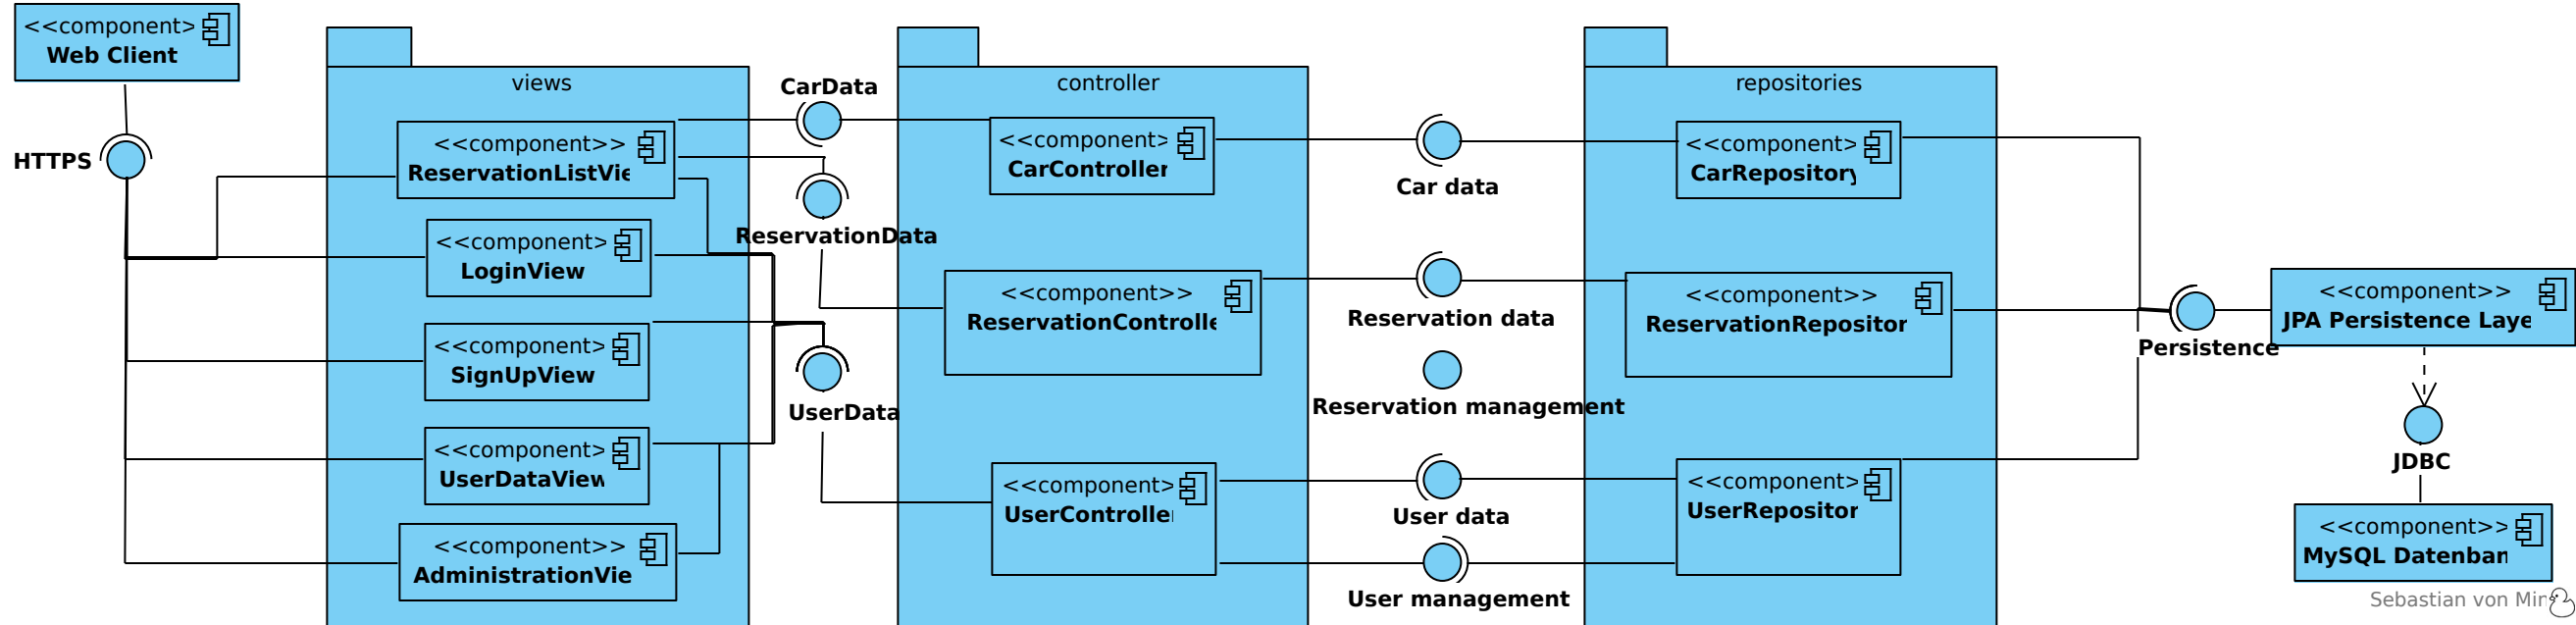 <<component>
Web Client
HTTPS
views
<<component>>
ReservationListVie
<<component>
LoginView
<<component>
SignUpView
<<component>
UserDataView
<<component>>
AdministrationVie
CarData
ReservationData
UserData
controller
<<component>
CarController
<<component>>
ReservationControlle
<<component>
UserController
Car data
Reservation data
Reservation management
User data
User management
repositories
<<component>
CarRepository
<<component>>
ReservationRepositor
<<component>
UserRepositor
Persistence
<<component>>
JPA Persistence Laye
JDBC
<<component>>
MySQL Datenban
Sebastian von Min